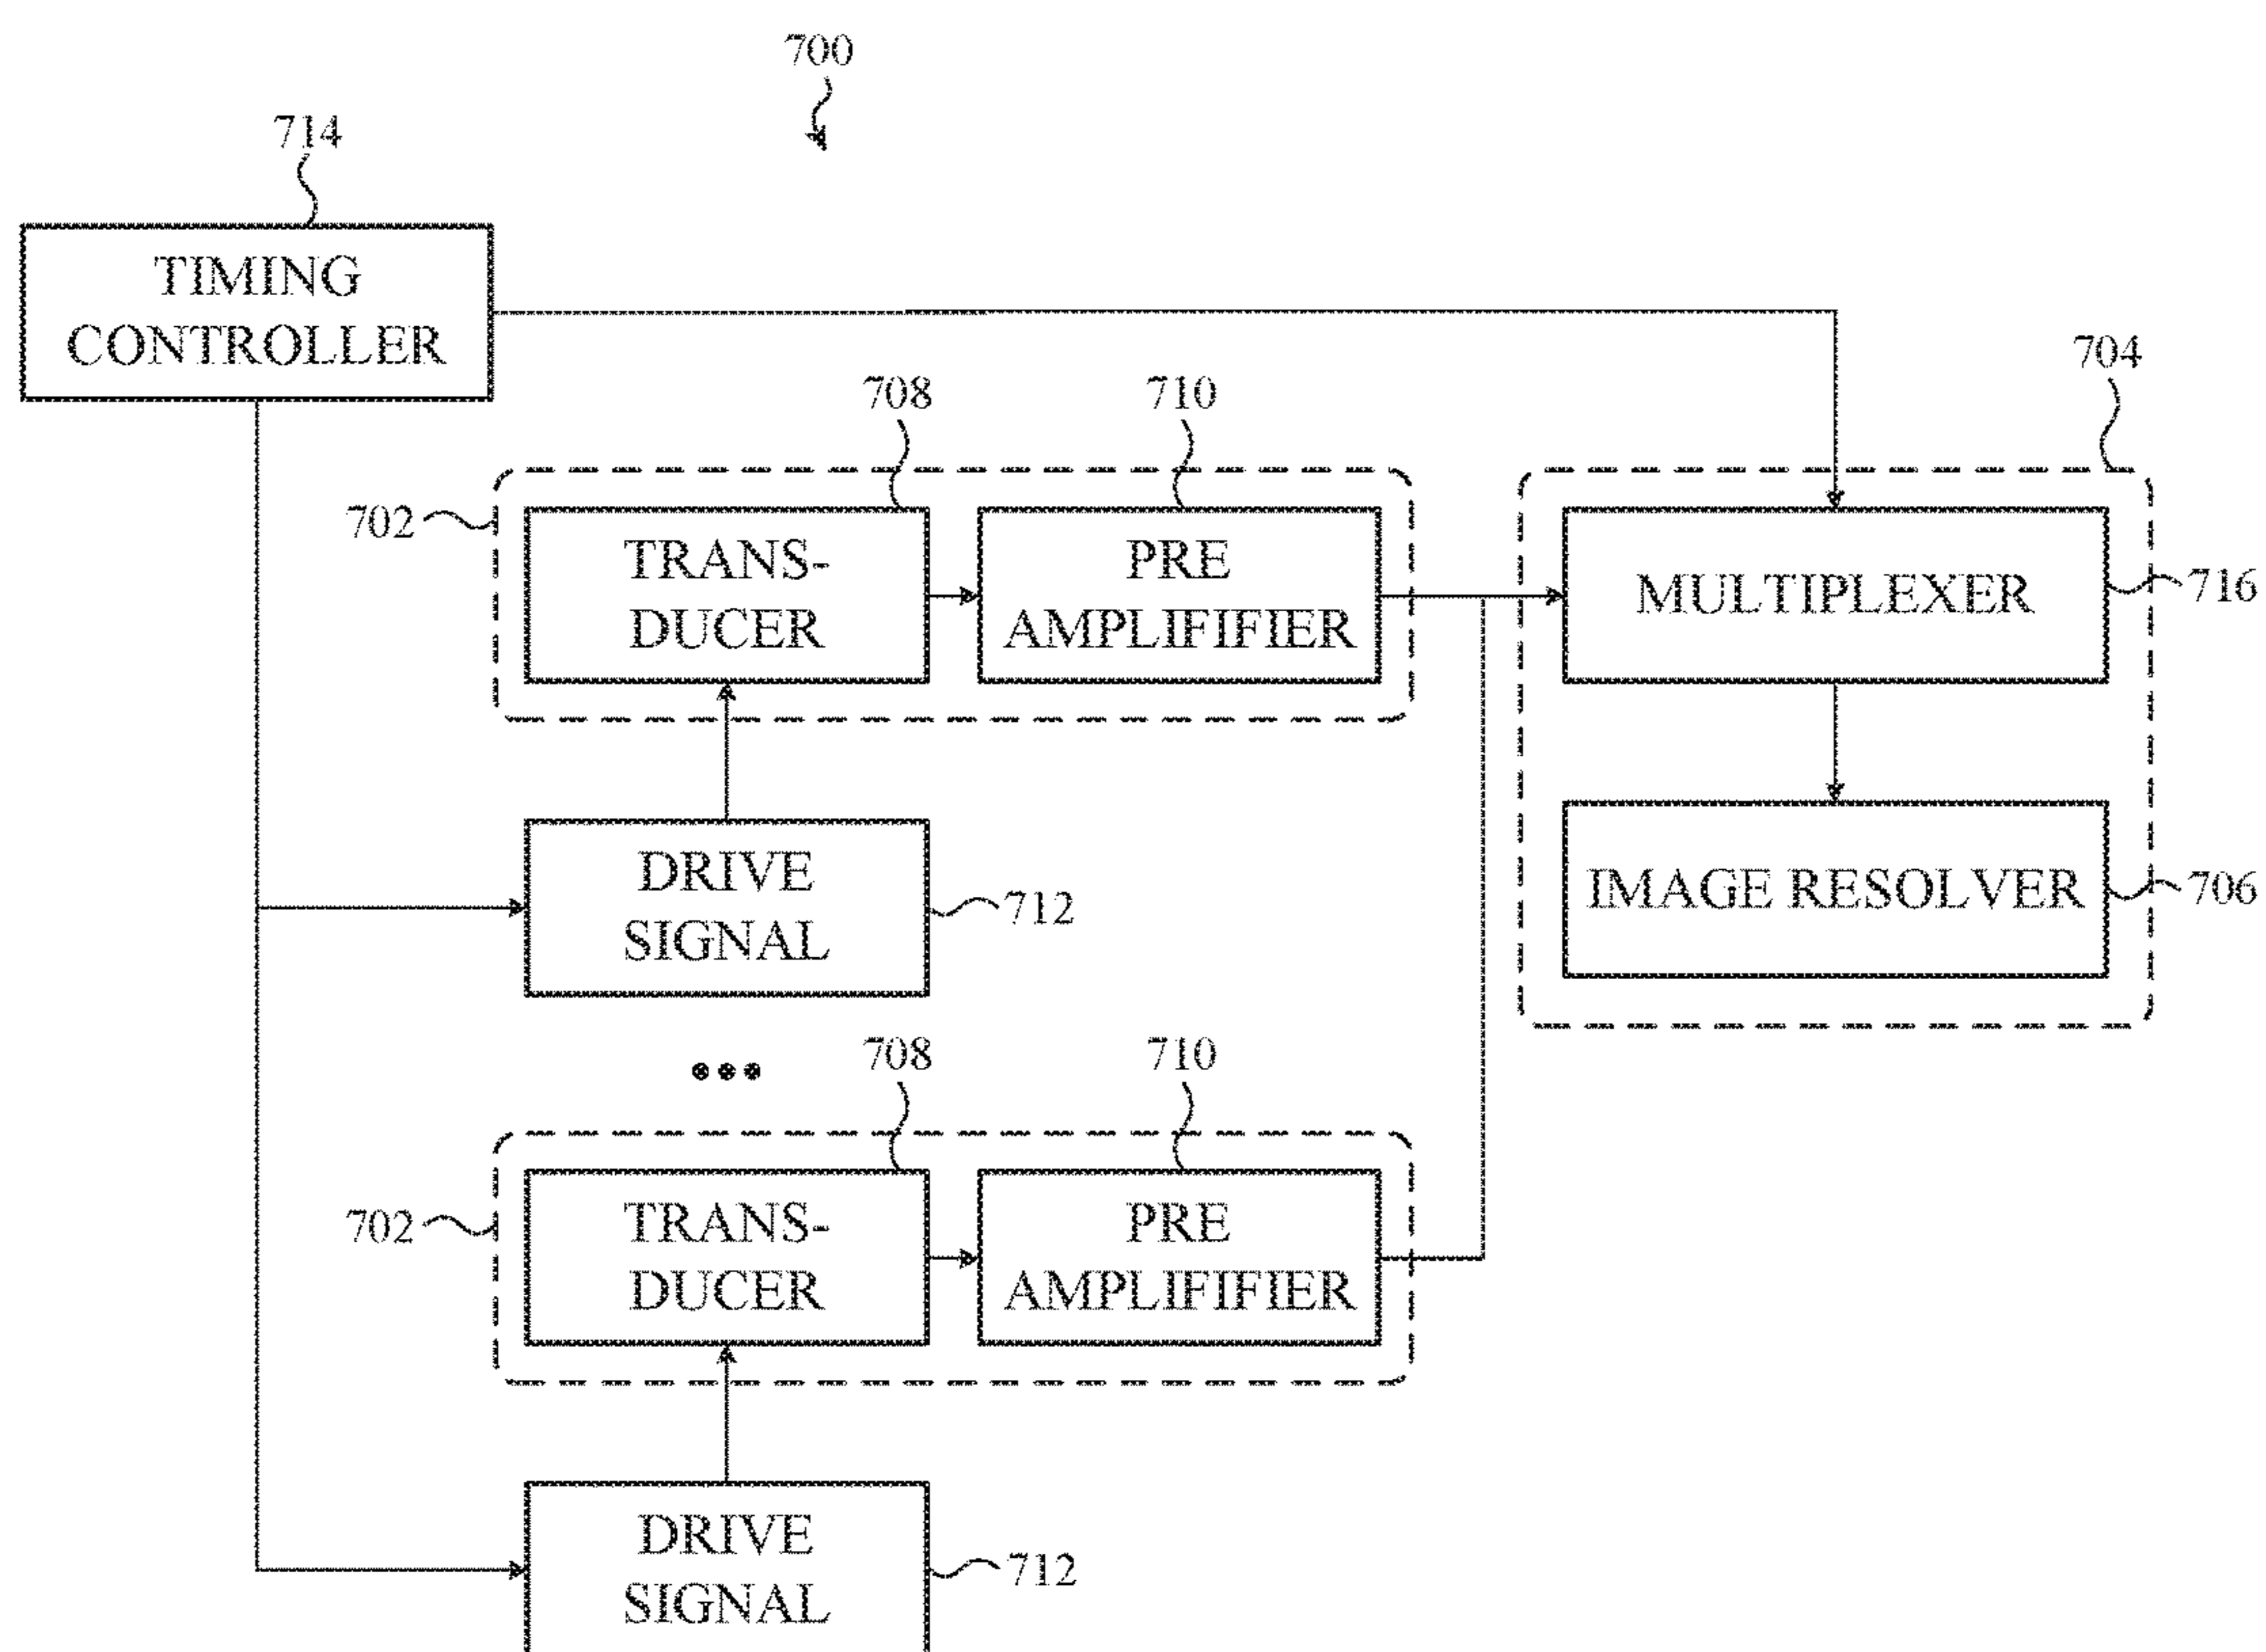 700
714
TIMING
CONTROLLER
704
708
710
702
TRANS-
DUCER
PRE
AMPLIFIFIER
MULTIPLEXER
716
DRIVE
SIGNAL
712
IMAGE RESOLVER
706
708
710
702
TRANS-
DUCER
PRE
AMPLIFIFIER
DRIVE
SIGNAL
712